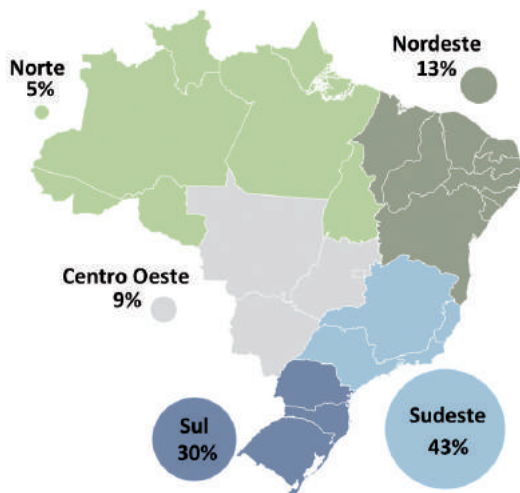 Norte
5%
Nordeste
13%
Centro Oeste
9%
Sul
30%
Sudeste
43%